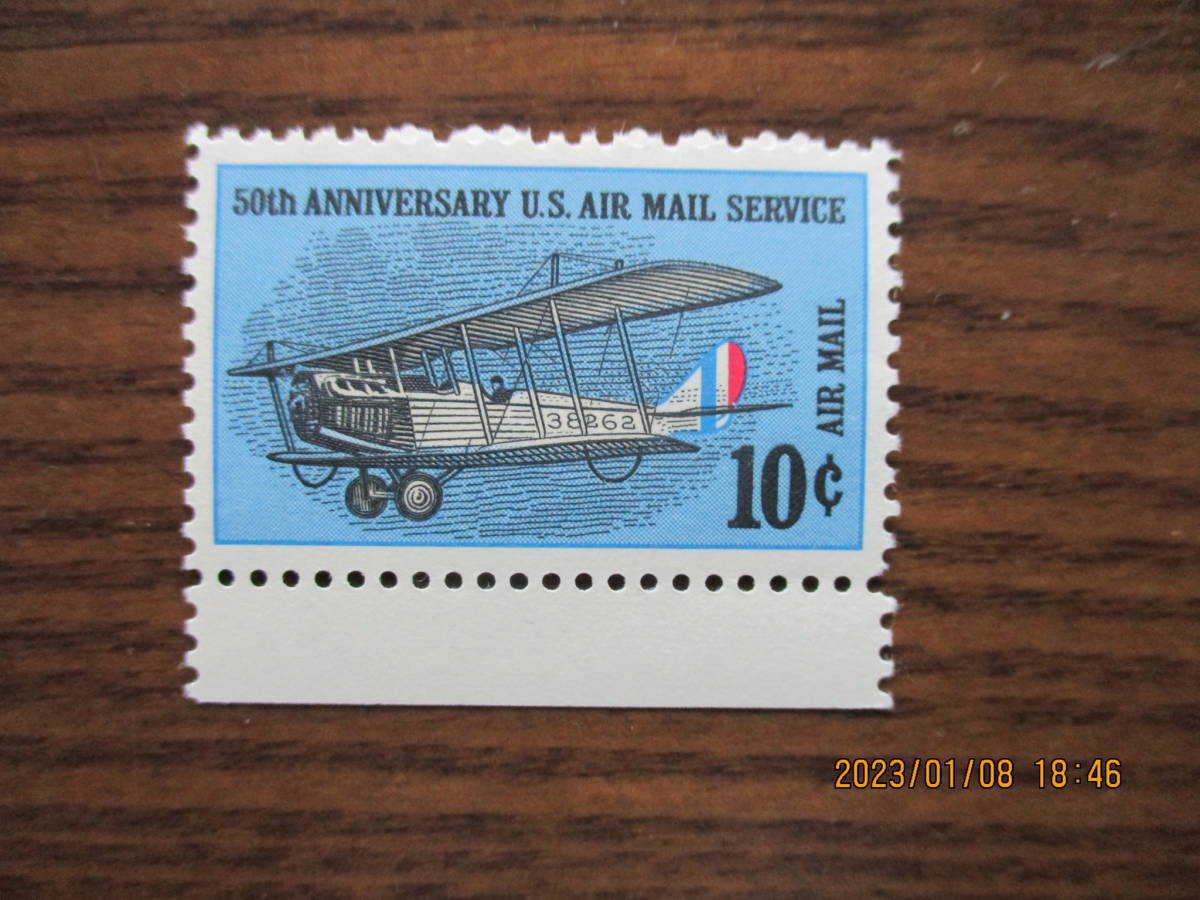 50th ANNIVERSARY U.S. AIR MAIL SERVICE
AIR MAIL
38262
10¢
2023/01/08 18:46